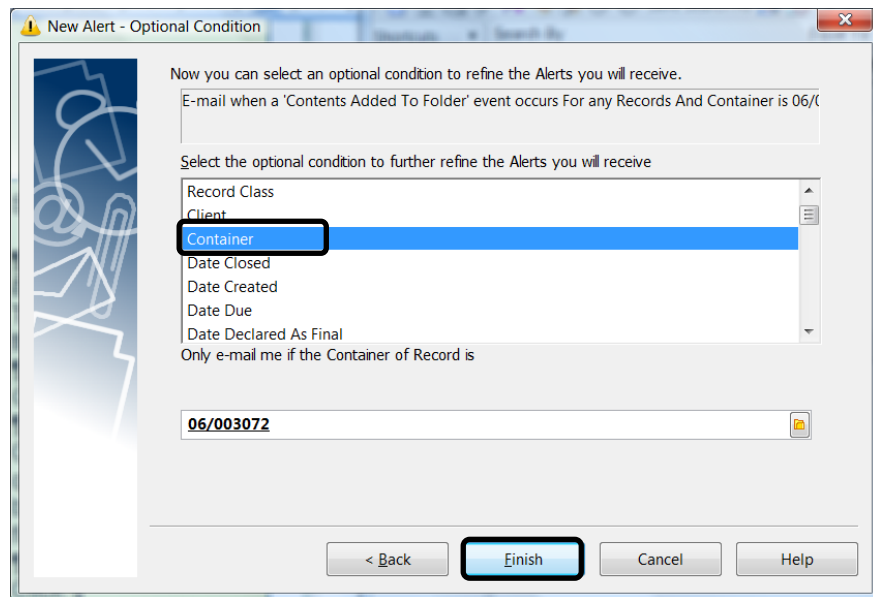 New Alert - Optional Condition
Now you can select an optional condition to refine the Alerts you will receive.
E-mail when a 'Contents Added To Folder' event occurs For any Records And Container is 06/0
Select the optional condition to further refine the Alerts you will receive
Record Class
Client
Container
Date Closed
Date Created
Date Due
Date Declared As Final
Only e-mail me if the Container of Record is
06/003072
< Back Finish Cancel Help